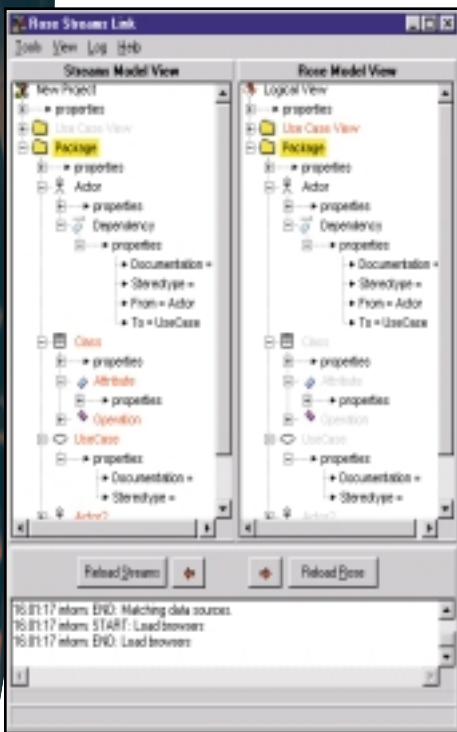 Rose Streams Link
Tools View Log Help
Streams Model View
New Project
properties
Use Case View
Package
properties
Actor
properties
Dependency
properties
Documentation =
Stereotype =
From = Actor
To = UseCase
Class
properties
Attribute
properties
Operation
UseCase
properties
Documentation =
Stereotype =
Actor2
Rose Model View
Logical View
properties
Use Case View
Package
properties
Actor
properties
Dependency
properties
Documentation =
Stereotype =
From = Actor
To = UseCase
Class
properties
Attribute
properties
Operation
UseCase
properties
Documentation =
Stereotype =
Actor2
Reload Streams
Reload Rose
16:01:17 inform: END: Matching data sources
16:01:17 inform: START: Load browsers
16:01:17 inform: END: Load browsers